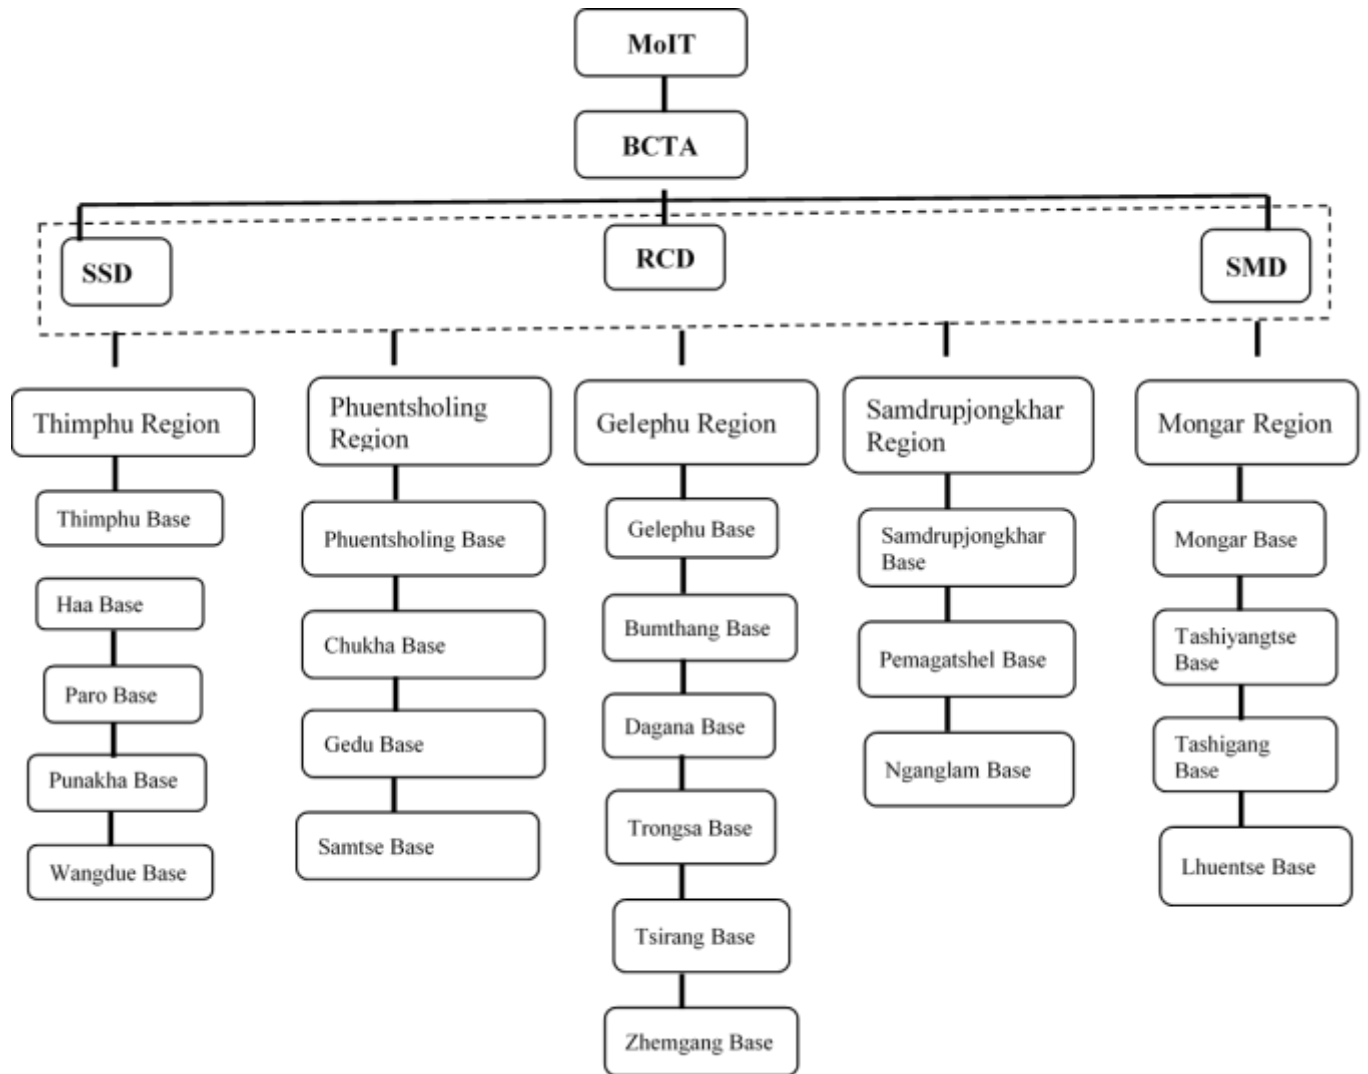 MoIT
BCTA
SSD
RCD
SMD
Thimphu Region
Phuentsholing
Region
Gelephu Region
Samdrupjongkhar
Region
Mongar Region
Thimphu Base
Haa Base
Paro Base
Punakha Base
Wangdue Base
Phuentsholing Base
Chukha Base
Gedu Base
Samtse Base
Gelephu Base
Bumthang Base
Dagana Base
Trongsa Base
Tsirang Base
Zhemgang Base
Samdrupjongkhar
Base
Pemagatshel Base
Nganglam Base
Mongar Base
Tashiyangtse
Base
Tashigang
Base
Lhuentse Base